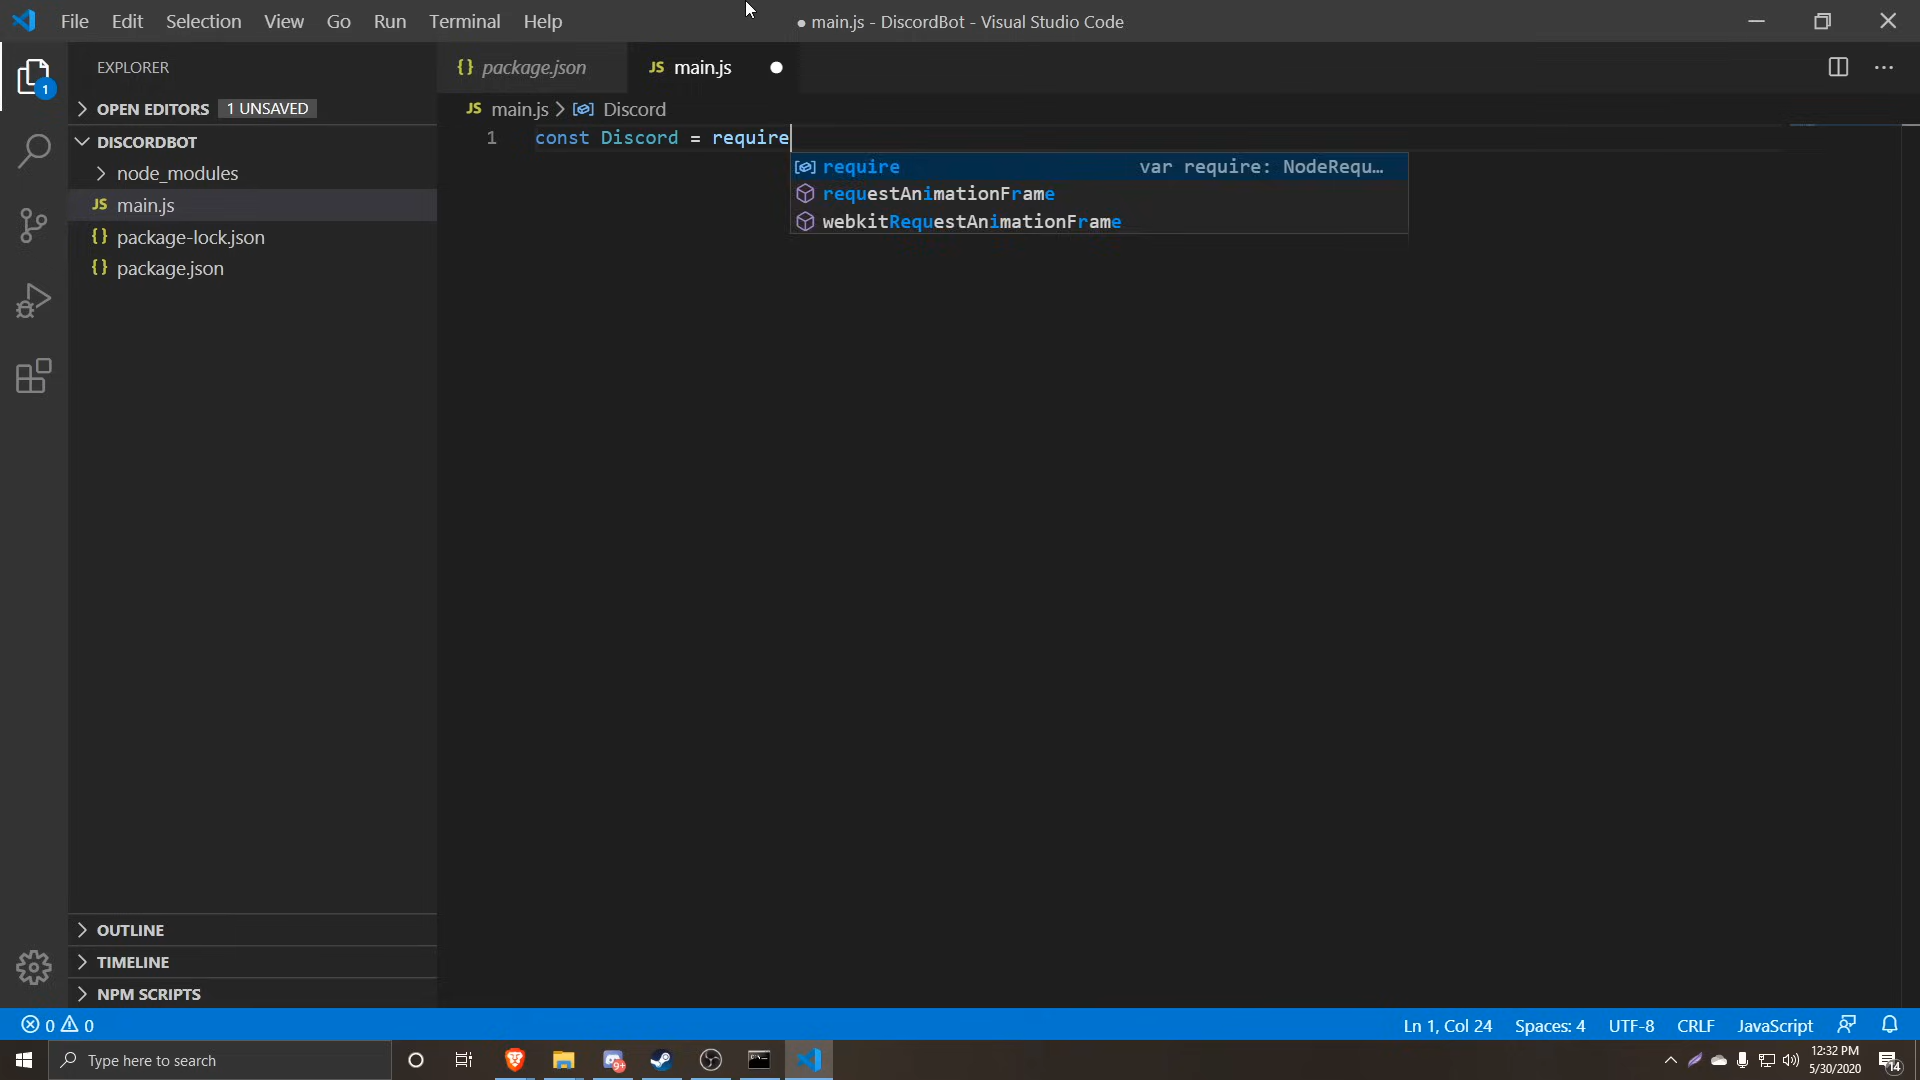 File Edit Selection View Go Run Terminal Help
● main.js - DiscordBot - Visual Studio Code
EXPLORER
OPEN EDITORS 1 UNSAVED
DISCORDBOT
node_modules
JS main.js
{} package-lock.json
{} package.json
OUTLINE
TIMELINE
NPM SCRIPTS
1
{} package.json JS main.js ●
JS main.js > Discord
1 const Discord = require
require var require: NodeRequ…
requestAnimationFrame
webkitRequestAnimationFrame
0 0
Ln 1, Col 24 Spaces: 4 UTF-8 CRLF JavaScript
Type here to search
9+
12:32 PM
5/30/2020
14